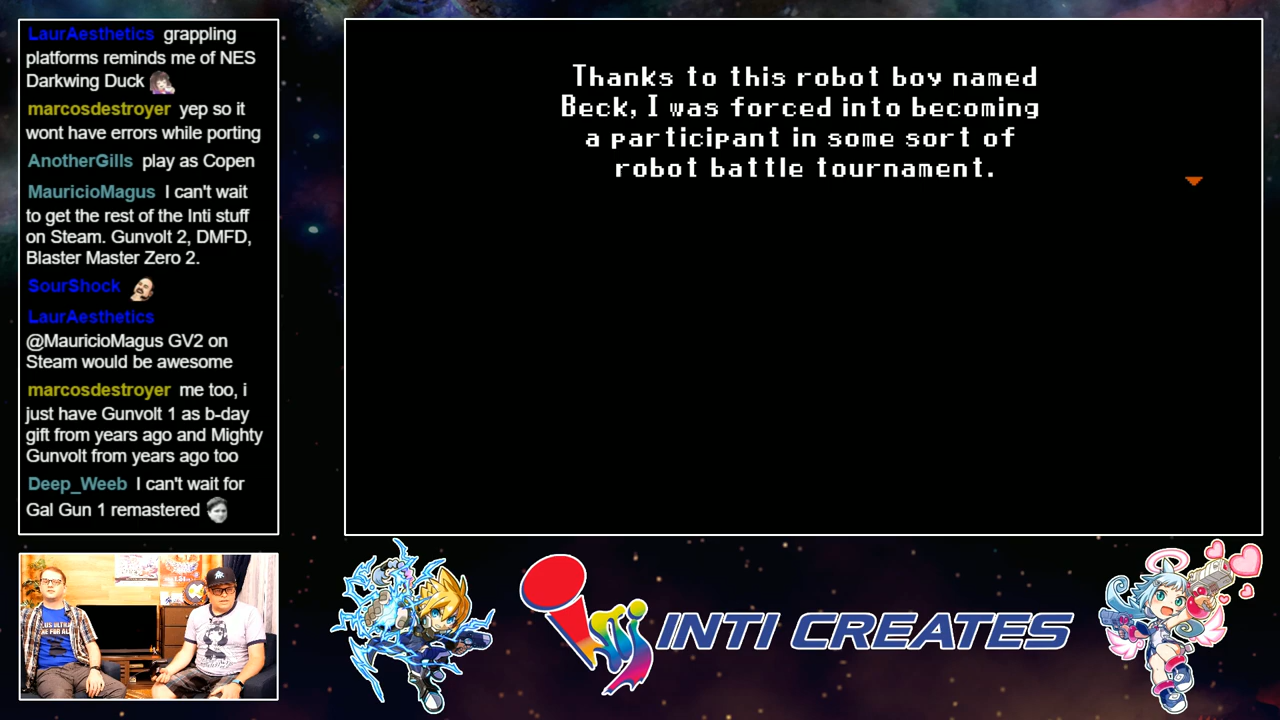 LaurAesthetics grappling
platforms reminds me of NES
Darkwing Duck
marcosdestroyer yep so it
wont have errors while porting
AnotherGills play as Copen
MauricioMagus I can't wait
to get the rest of the Inti stuff
on Steam. Gunvolt 2, DMFD,
Blaster Master Zero 2.
SourShock
LaurAesthetics
@MauricioMagus GV2 on
Steam would be awesome
marcosdestroyer me too, i
just have Gunvolt 1 as b-day
gift from years ago and Mighty
Gunvolt from years ago too
Deep_Weeb I can't wait for
Gal Gun 1 remastered
Thanks to this robot boy named
Beck, I was forced into becoming
a participant in some sort of
robot battle tournament.
inti INTI CREATES